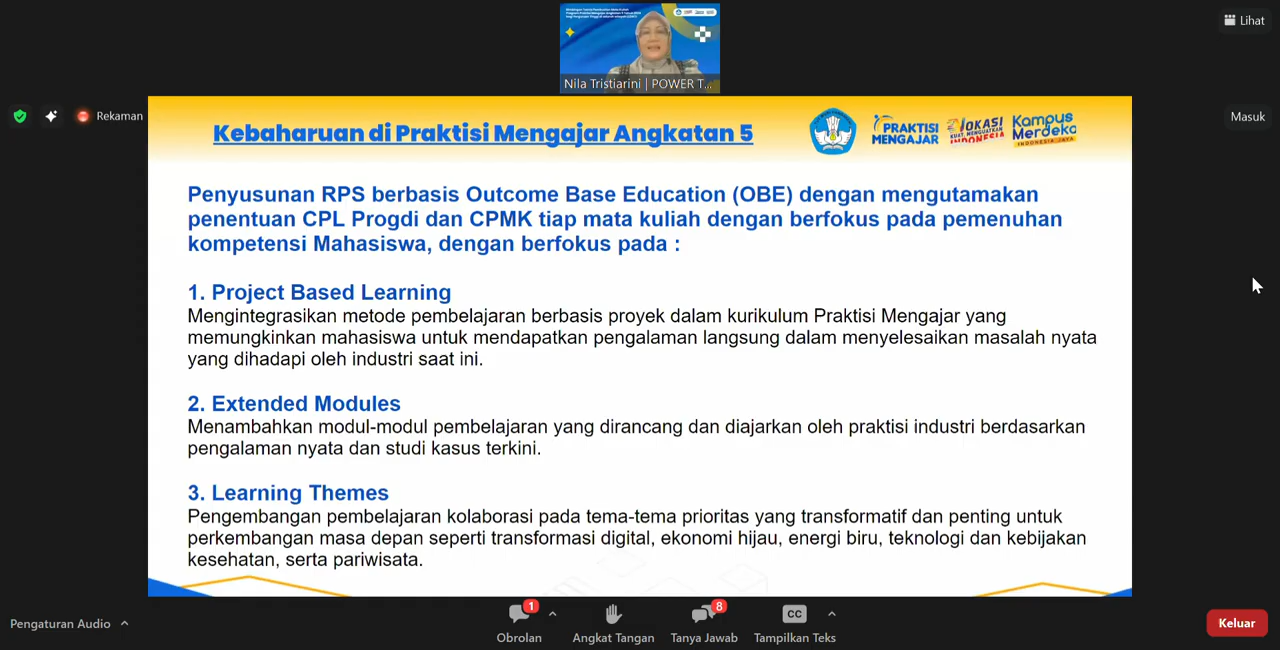 Lihat
Nila Tristiarini | POWER T...
Rekaman
Masuk
Kebaharuan di Praktisi Mengajar Angkatan 5
PRAKTISI
MENGAJAR
VOKASI
KUAT, MENGUATKAN
INDONESIA
Kampus
Merdeka
INDONESIA JAYA
Penyusunan RPS berbasis Outcome Base Education (OBE) dengan mengutamakan
penentuan CPL Progdi dan CPMK tiap mata kuliah dengan berfokus pada pemenuhan
kompetensi Mahasiswa, dengan berfokus pada :
1. Project Based Learning
Mengintegrasikan metode pembelajaran berbasis proyek dalam kurikulum Praktisi Mengajar yang
memungkinkan mahasiswa untuk mendapatkan pengalaman langsung dalam menyelesaikan masalah nyata
yang dihadapi oleh industri saat ini.
2. Extended Modules
Menambahkan modul-modul pembelajaran yang dirancang dan diajarkan oleh praktisi industri berdasarkan
pengalaman nyata dan studi kasus terkini.
3. Learning Themes
Pengembangan pembelajaran kolaborasi pada tema-tema prioritas yang transformatif dan penting untuk
perkembangan masa depan seperti transformasi digital, ekonomi hijau, energi biru, teknologi dan kebijakan
kesehatan, serta pariwisata.
Pengaturan Audio
1
Obrolan
Angkat Tangan
8
Tanya Jawab
CC
Tampilkan Teks
Keluar